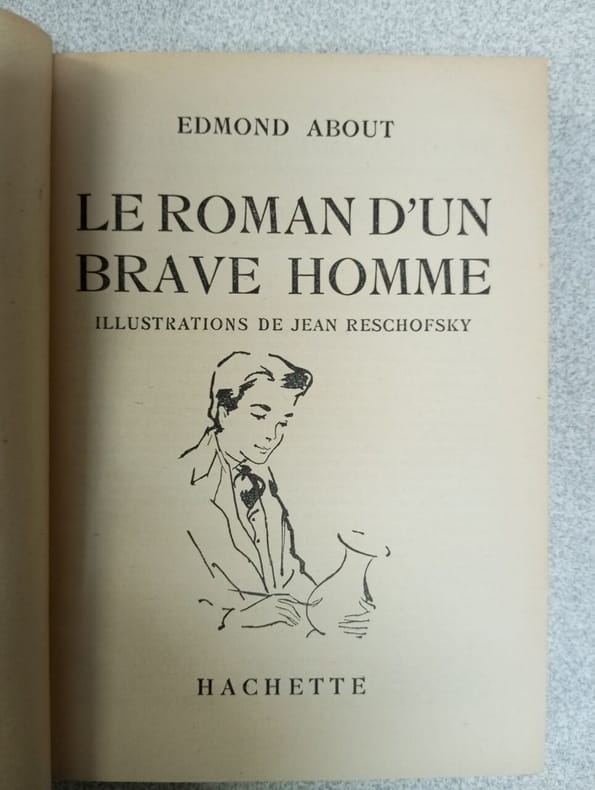 EDMOND ABOUT
LE ROMAN D'UN
BRAVE HOMME
ILLUSTRATIONS DE JEAN RESCHOFSKY
HACHETTE